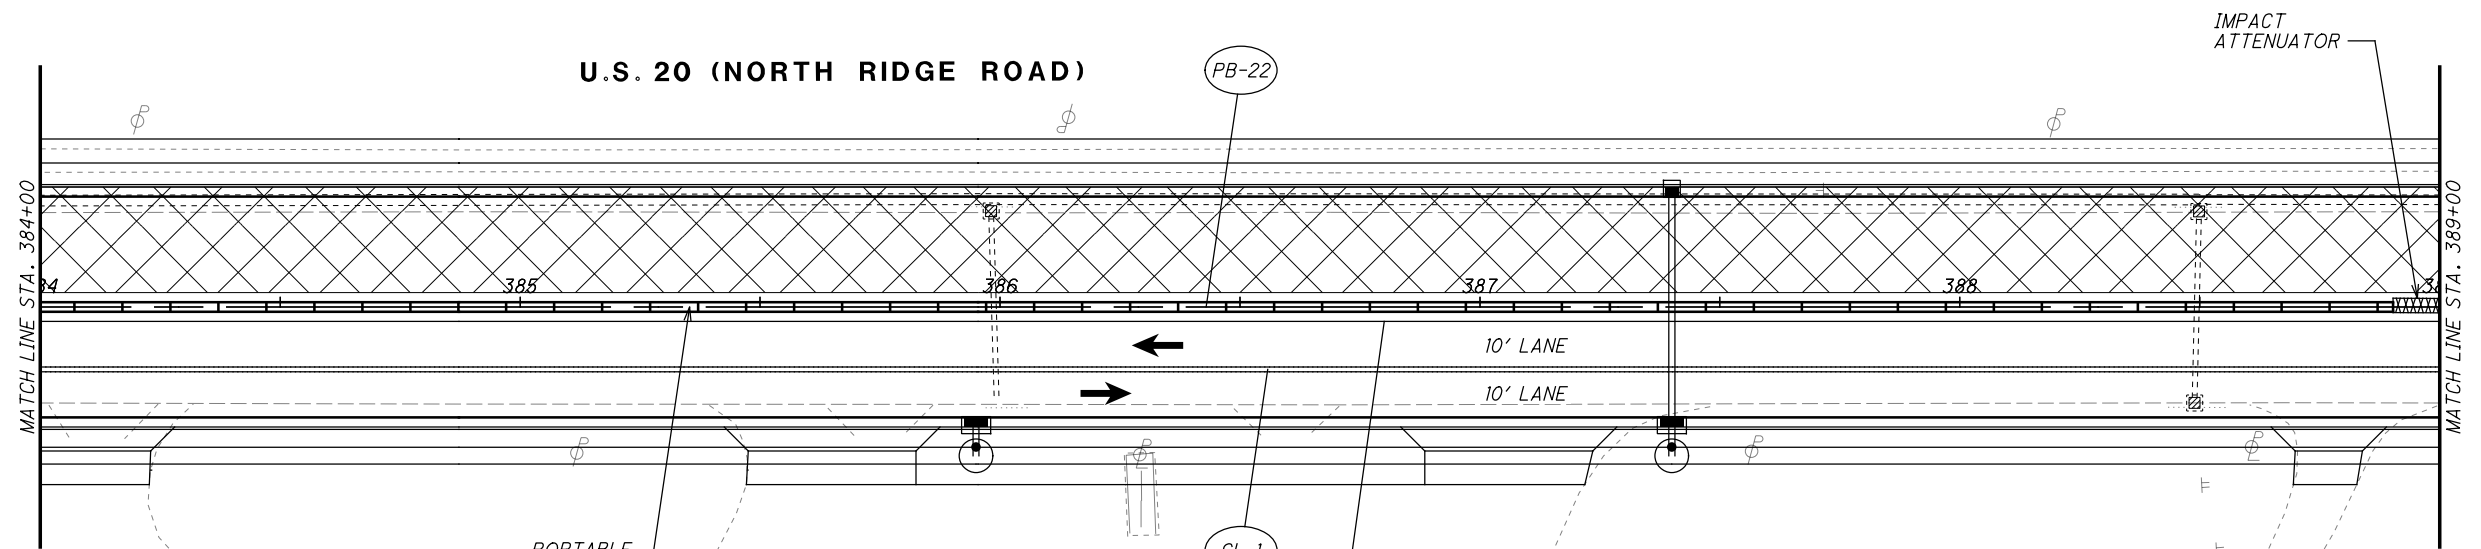 IMPACT
ATTENUATOR
U.S. 20 (NORTH RIDGE ROAD)
PB-22
MATCH LINE STA. 384+00
MATCH LINE STA. 389+00
385
386
387
388
10' LANE
10' LANE